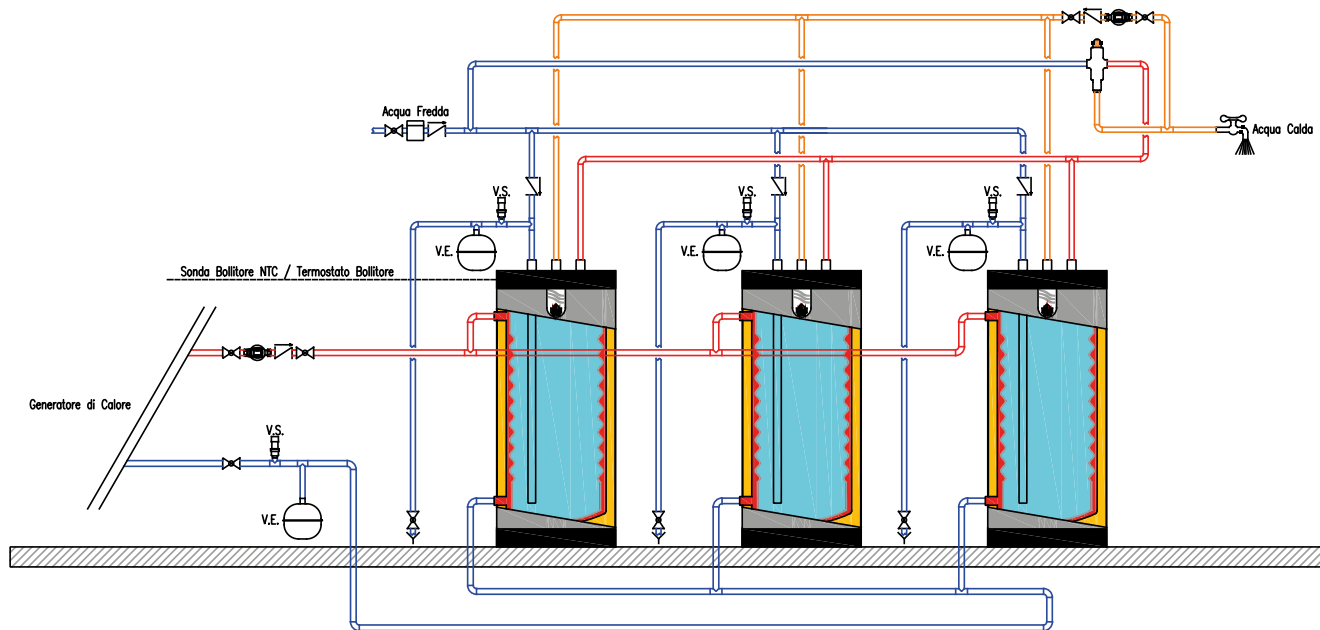 Acqua Fredda
Acqua Calda
V.S.
V.S.
V.S.
V.E.
V.E.
V.E.
Sonda Bollitore NTC / Termostato Bollitore
Generatore di Calore
V.S.
V.E.